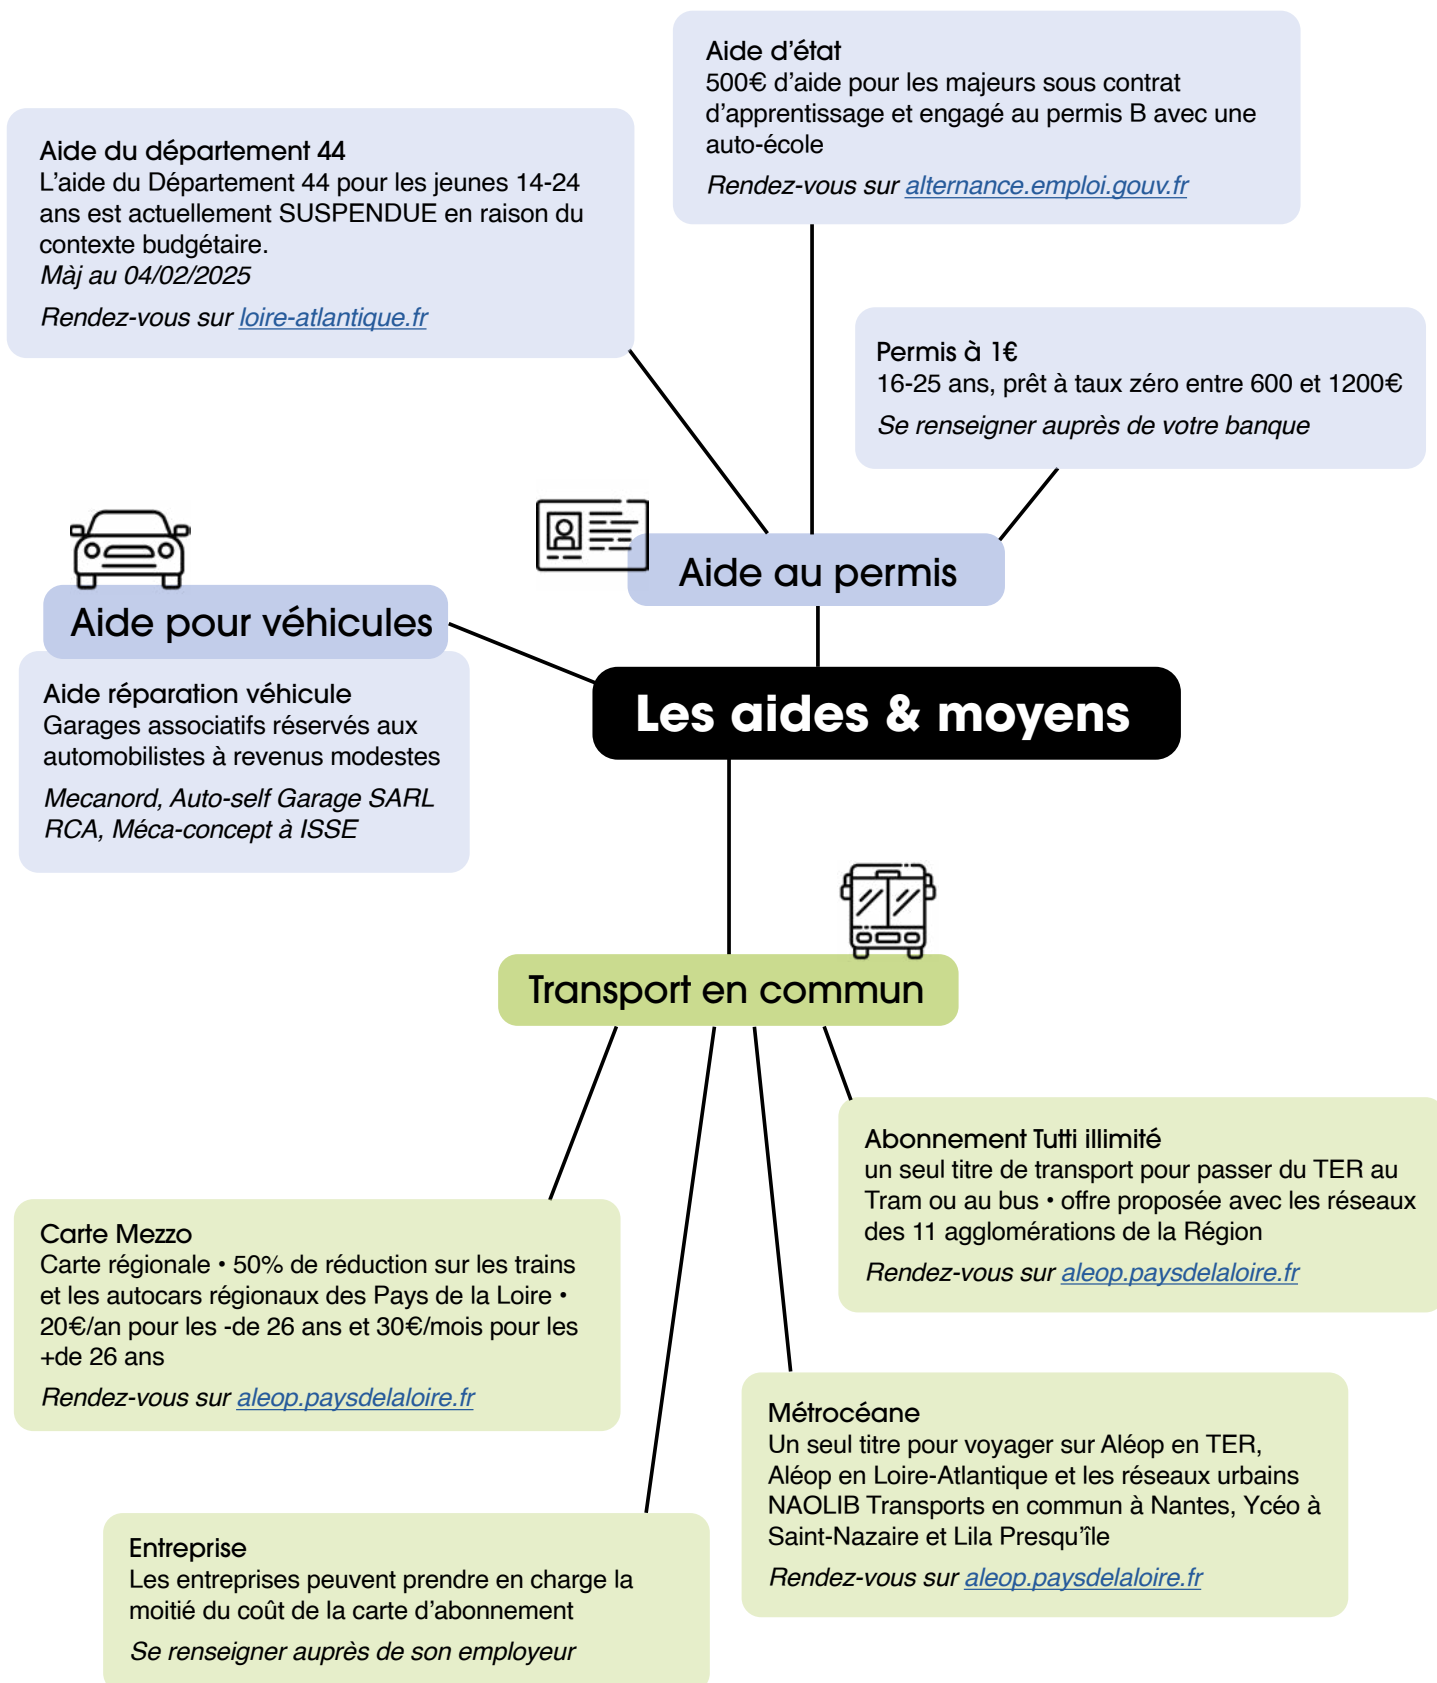 Aide d'état
500€ d'aide pour les majeurs sous contrat
d'apprentissage et engagé au permis B avec une
auto-école
Rendez-vous sur alternance.emploi.gouv.fr
Aide du département 44
L'aide du Département 44 pour les jeunes 14-24
ans est actuellement SUSPENDUE en raison du
contexte budgétaire.
Màj au 04/02/2025
Rendez-vous sur loire-atlantique.fr
Permis à 1€
16-25 ans, prêt à taux zéro entre 600 et 1200€
Se renseigner auprès de votre banque
Aide au permis
Aide pour véhicules
Aide réparation véhicule
Garages associatifs réservés aux
automobilistes à revenus modestes
Mecanord, Auto-self Garage SARL
RCA, Méca-concept à ISSE
Les aides & moyens
Transport en commun
Abonnement Tutti illimité
un seul titre de transport pour passer du TER au
Tram ou au bus • offre proposée avec les réseaux
des 11 agglomérations de la Région
Rendez-vous sur aleop.paysdelaloire.fr
Carte Mezzo
Carte régionale • 50% de réduction sur les trains
et les autocars régionaux des Pays de la Loire •
20€/an pour les -de 26 ans et 30€/mois pour les
+de 26 ans
Rendez-vous sur aleop.paysdelaloire.fr
Métrocéane
Un seul titre pour voyager sur Aléop en TER,
Aléop en Loire-Atlantique et les réseaux urbains
NAOLIB Transports en commun à Nantes, Ycéo à
Saint-Nazaire et Lila Presqu'île
Rendez-vous sur aleop.paysdelaloire.fr
Entreprise
Les entreprises peuvent prendre en charge la
moitié du coût de la carte d'abonnement
Se renseigner auprès de son employeur